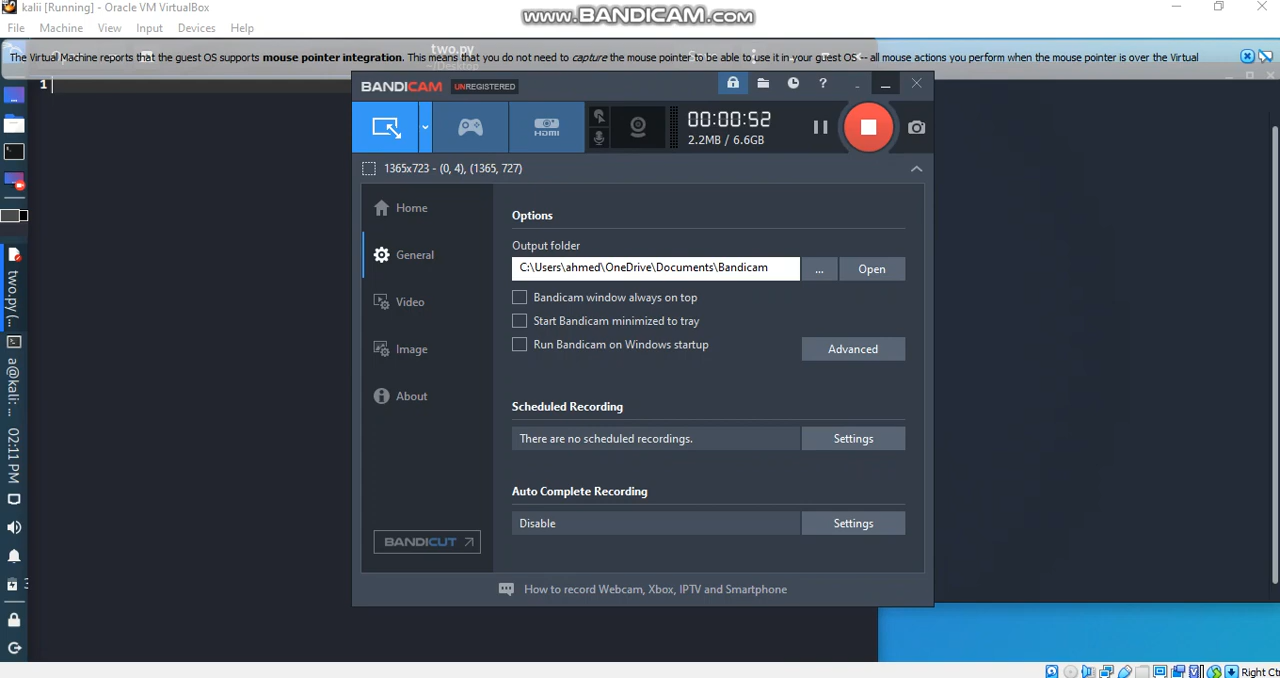 kalii [Running] - Oracle VM VirtualBox
www.BANDICAM.com
File Machine View Input Devices Help
two.py
The Virtual Machine reports that the guest OS supports mouse pointer integration. This means that you do not need to capture the mouse pointer to be able to use it in your guest OS -- all mouse actions you perform when the mouse pointer is over the Virtual
1
BANDICAM UNREGISTERED
?
HDMI
00:00:52
2.2MB / 6.6GB
1365x723 - (0, 4), (1365, 727)
Home
General
Video
Image
About
BANDICUT
Options
Output folder
C:\Users\ahmed\OneDrive\Documents\Bandicam
... Open
Bandicam window always on top
Start Bandicam minimized to tray
Run Bandicam on Windows startup
Advanced
Scheduled Recording
There are no scheduled recordings. Settings
Auto Complete Recording
Disable Settings
How to record Webcam, Xbox, IPTV and Smartphone
two.py (...
a@kali: ...
02:11 PM
Right Ct